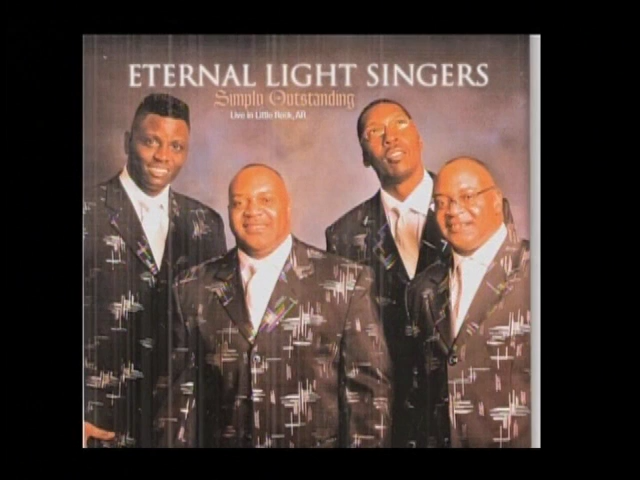 ETERNAL LIGHT SINGERS
Simply Outstanding
Live in Little Rock, AR